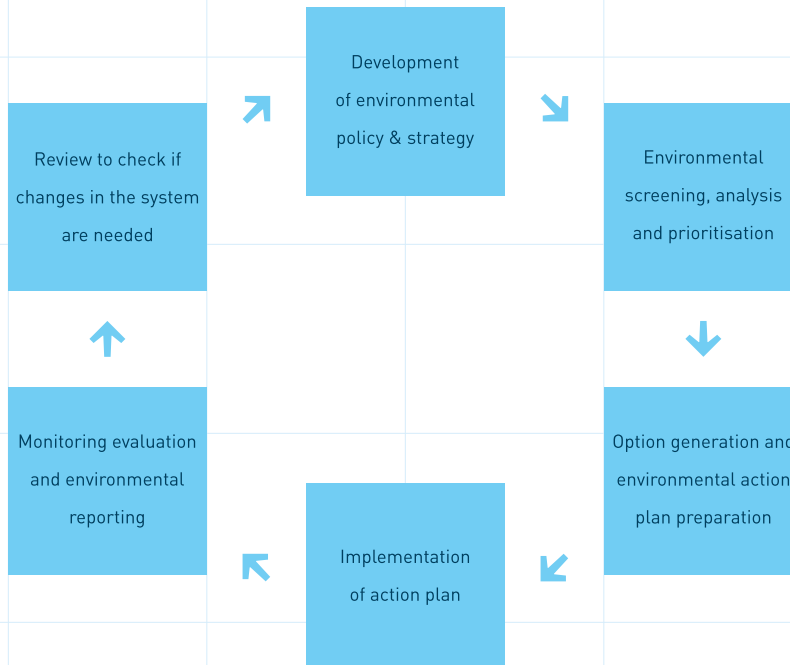 Development
of environmental
policy & strategy
Environmental
screening, analysis
and prioritisation
Option generation and
environmental action
plan preparation
Implementation
of action plan
Monitoring evaluation
and environmental
reporting
Review to check if
changes in the system
are needed